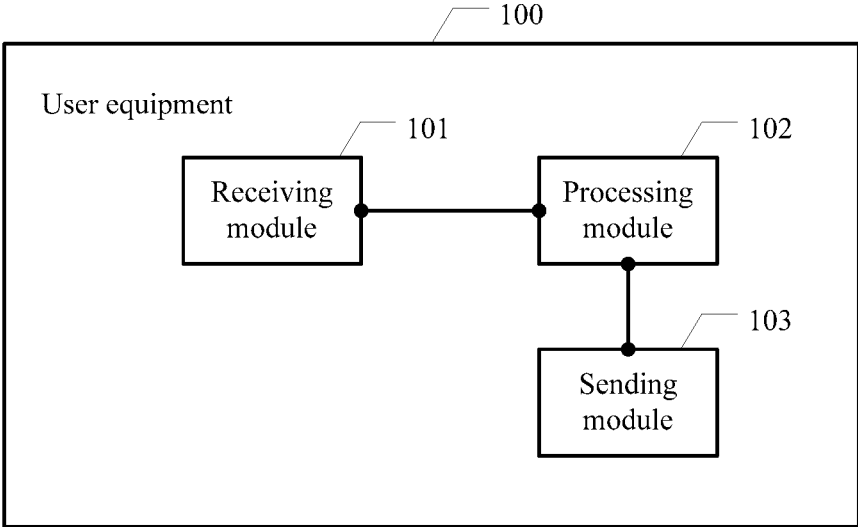 100
User equipment
101
102
Receiving
module
Processing
module
103
Sending
module